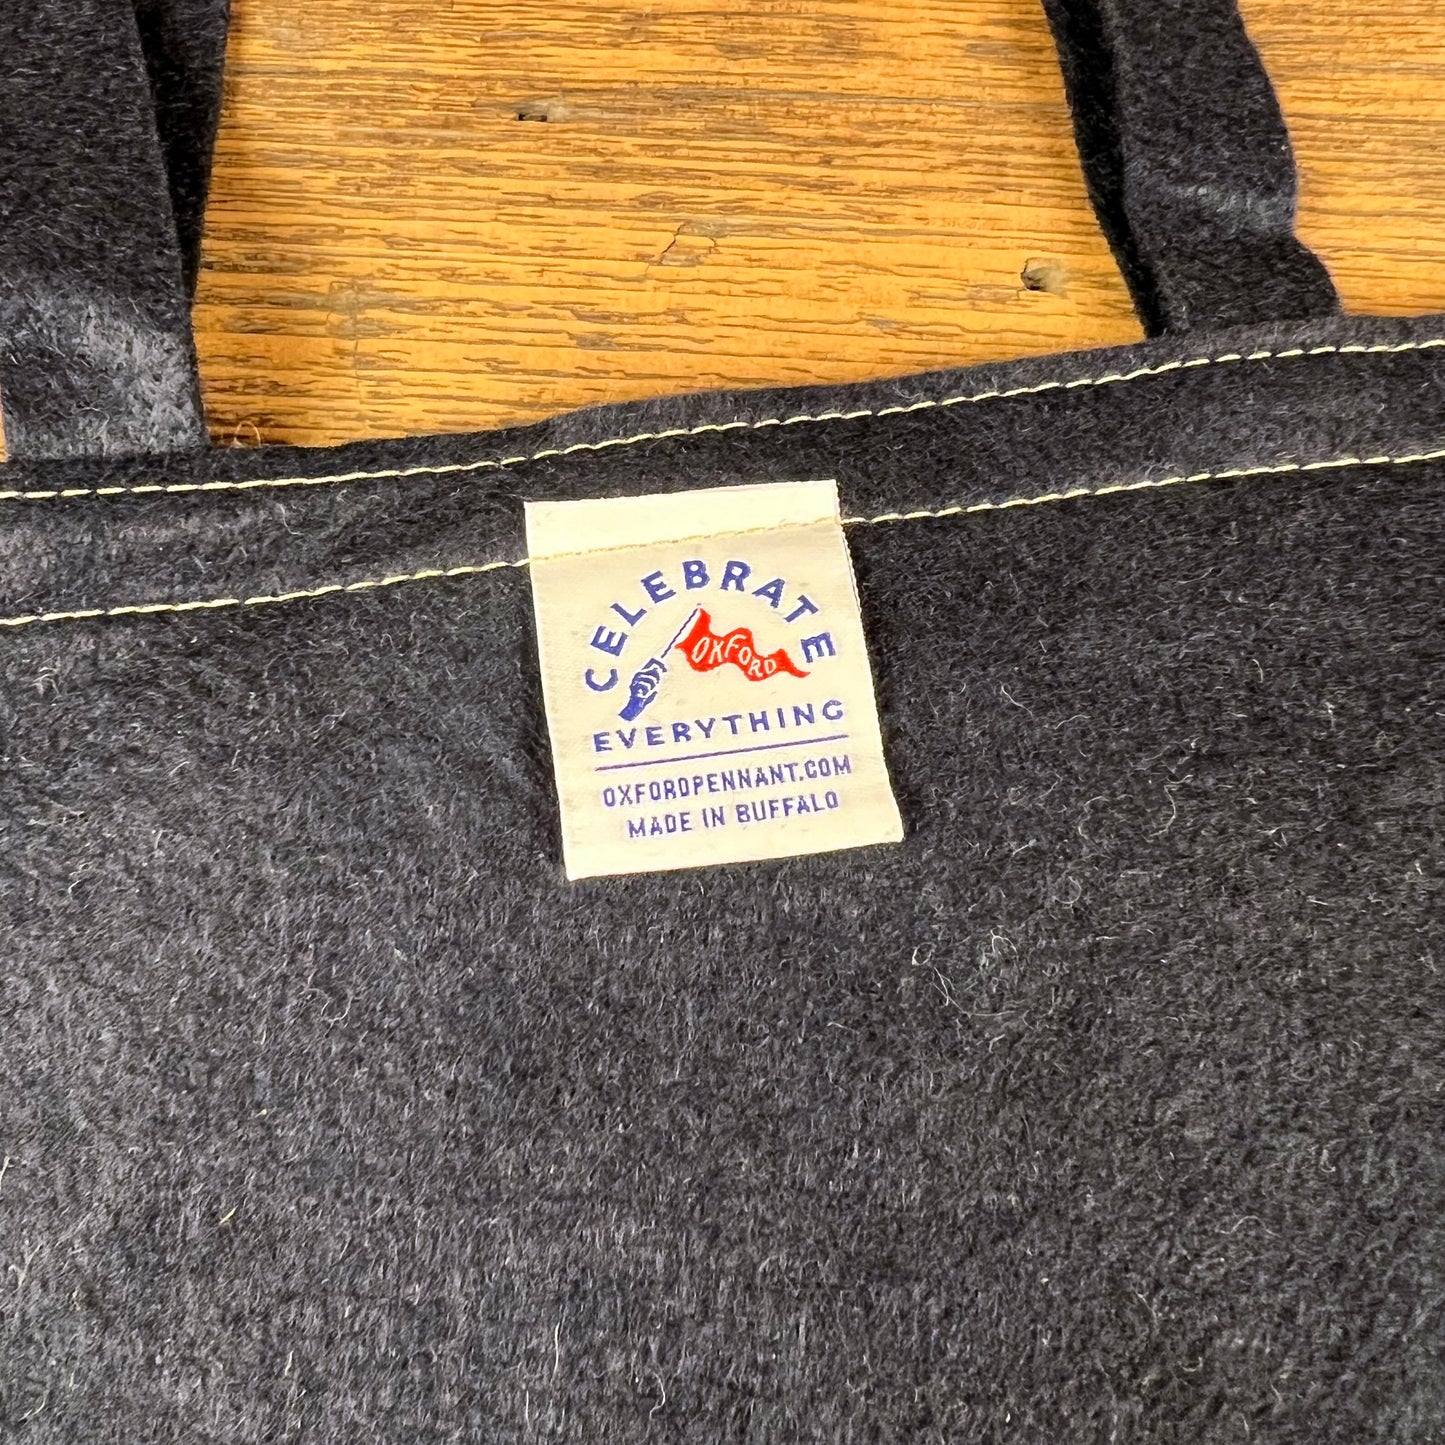 CELEBRATE
OXFORD
EVERYTHING
OXFORDPENNANT.COM
MADE IN BUFFALO